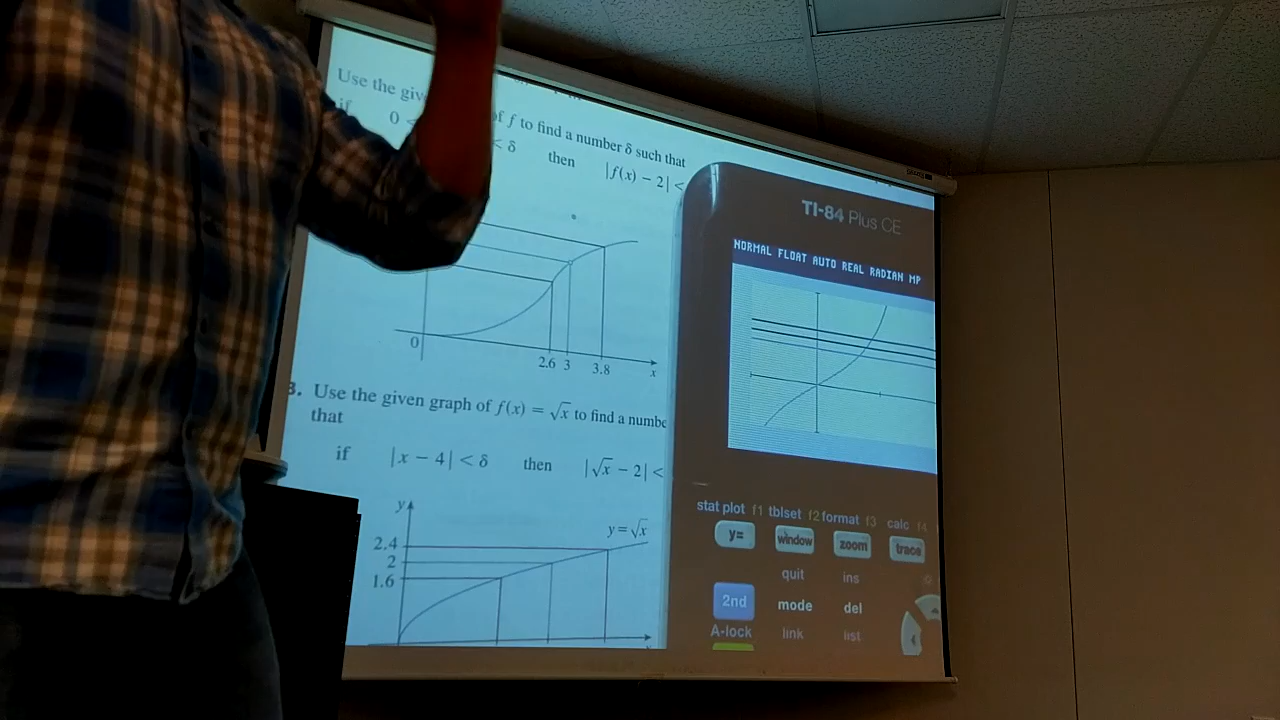 Use the giv
of f to find a number δ such that
if 0 < < δ then |f(x) − 2| <
0
2.6 3 3.8 x
3. Use the given graph of f(x) = √x to find a numbe
that
if |x − 4| < δ then |√x − 2| <
y
y = √x
2.4
2
1.6
TI-84 Plus CE
NORMAL FLOAT AUTO REAL RADIAN MP
stat plot f1 tblset f2 format f3 calc f4
y= window zoom trace
quit ins
2nd mode del
A-lock link list